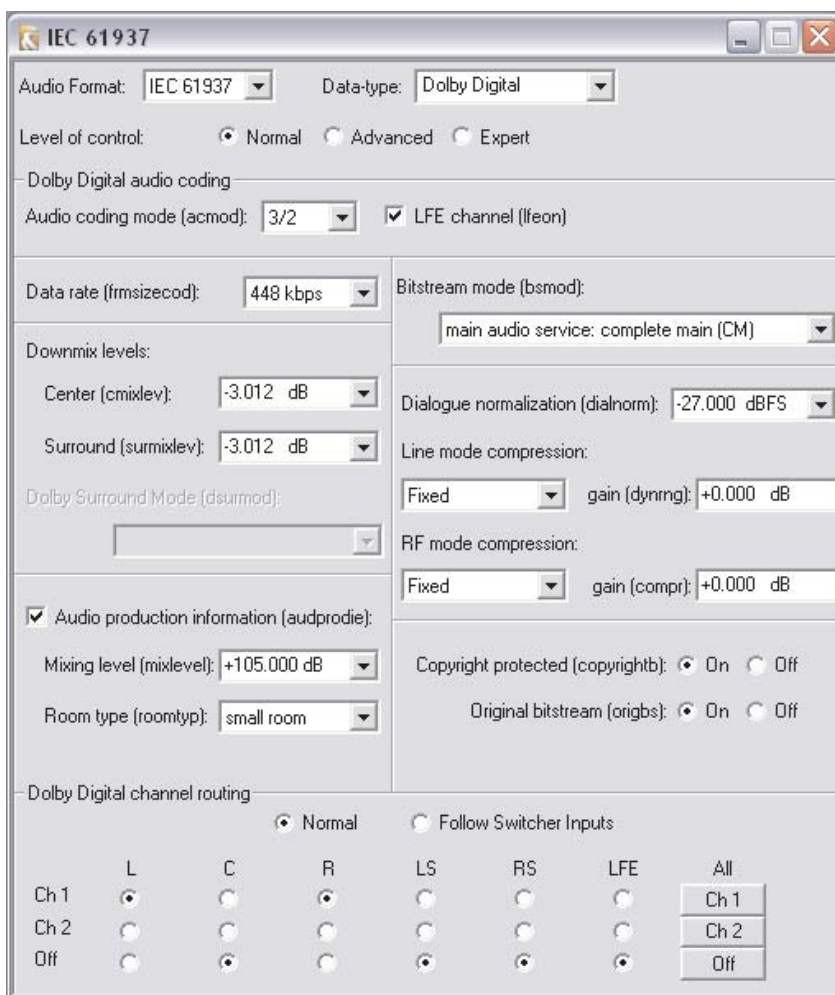 IEC 61937
Audio Format: IEC 61937 Data-type: Dolby Digital
Level of control: Normal Advanced Expert
Dolby Digital audio coding
Audio coding mode (acmod): 3/2 LFE channel (lfeon)
Data rate (frmsizecod): 448 kbps
Bitstream mode (bsmod):
main audio service: complete main (CM)
Downmix levels:
Center (cmixlev): -3.012 dB
Surround (surmixlev): -3.012 dB
Dolby Surround Mode (dsurmod):
Dialogue normalization (dialnorm): -27.000 dBFS
Line mode compression:
Fixed gain (dynrng): +0.000 dB
RF mode compression:
Fixed gain (compr): +0.000 dB
Audio production information (audprodie):
Mixing level (mixlevel): +105.000 dB
Room type (roomtyp): small room
Copyright protected (copyrightb): On Off
Original bitstream (origbs): On Off
Dolby Digital channel routing
Normal Follow Switcher Inputs
L C R LS RS LFE All
Ch 1 Ch 1
Ch 2 Ch 2
Off Off